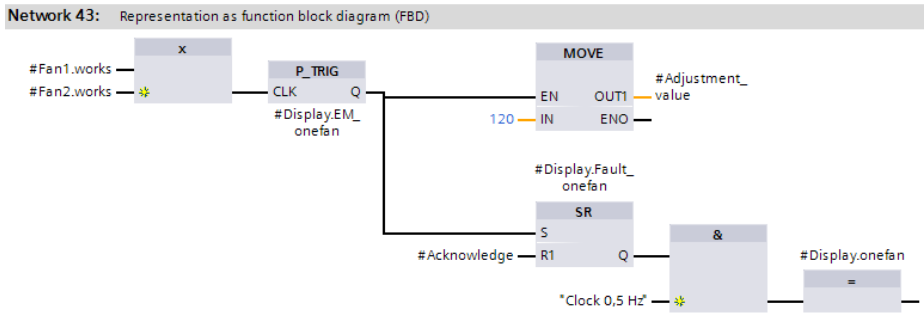 Network 43: Representation as function block diagram (FBD)
x
#Fan1.works
#Fan2.works
P_TRIG
CLK Q
#Display.EM_
onefan
MOVE
EN OUT1
#Adjustment_
value
120 IN ENO
#Display.Fault_
onefan
SR
S
#Acknowledge R1 Q
&
"Clock 0,5 Hz"
#Display.onefan
=